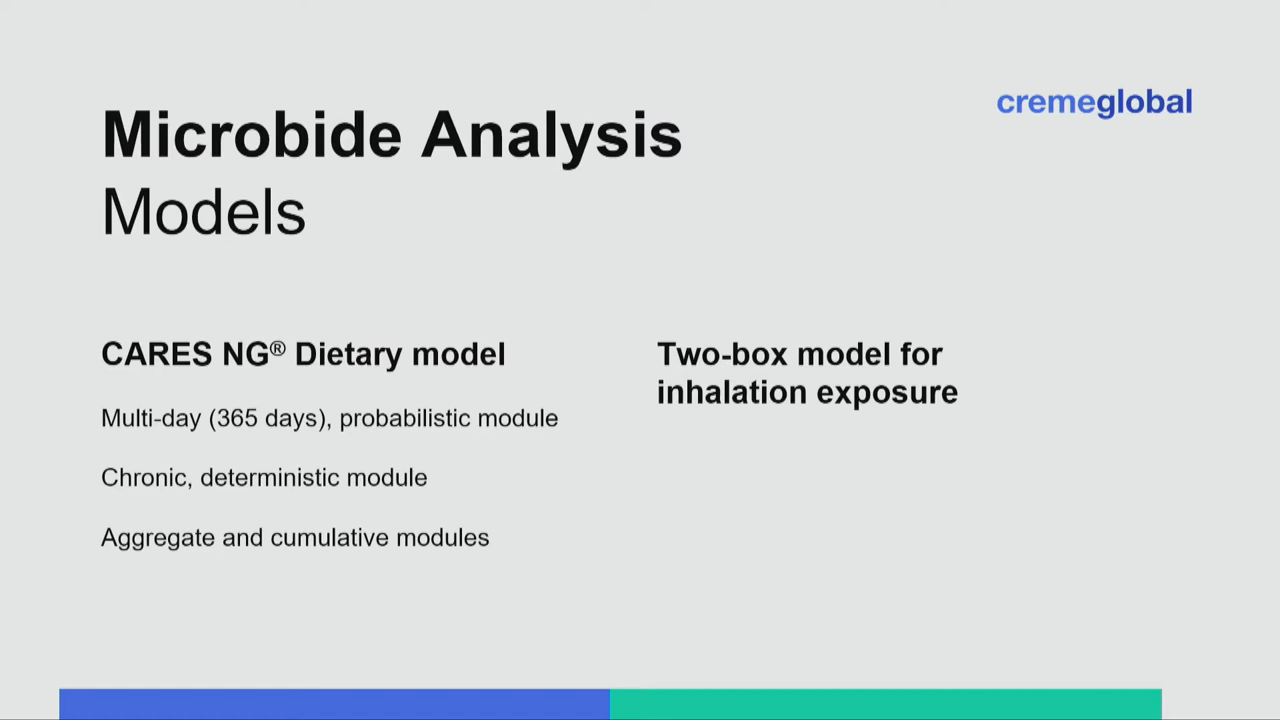 Microbide Analysis
Models
cremeglobal
CARES NG® Dietary model
Multi-day (365 days), probabilistic module
Chronic, deterministic module
Aggregate and cumulative modules
Two-box model for
inhalation exposure